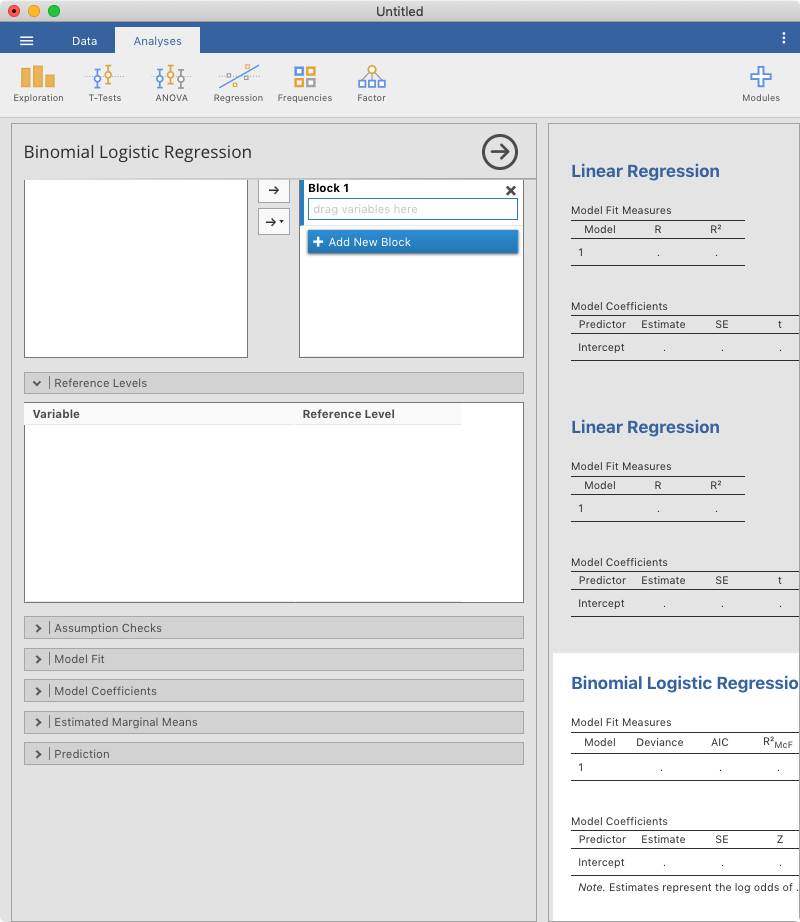 Untitled
Data
Analyses
Exploration
T-Tests
ANOVA
Regression
Frequencies
Factor
Modules
Binomial Logistic Regression
Block 1
drag variables here
Add New Block
Reference Levels
Variable Reference Level
Assumption Checks
Model Fit
Model Coefficients
Estimated Marginal Means
Prediction
Linear Regression
Model Fit Measures
Model R R²
1 . .
Model Coefficients
Predictor Estimate SE t
Intercept . . .
Linear Regression
Model Fit Measures
Model R R²
1 . .
Model Coefficients
Predictor Estimate SE t
Intercept . . .
Binomial Logistic Regressio
Model Fit Measures
Model Deviance AIC R²McF
1 . . .
Model Coefficients
Predictor Estimate SE Z
Intercept . . .
Note. Estimates represent the log odds of .